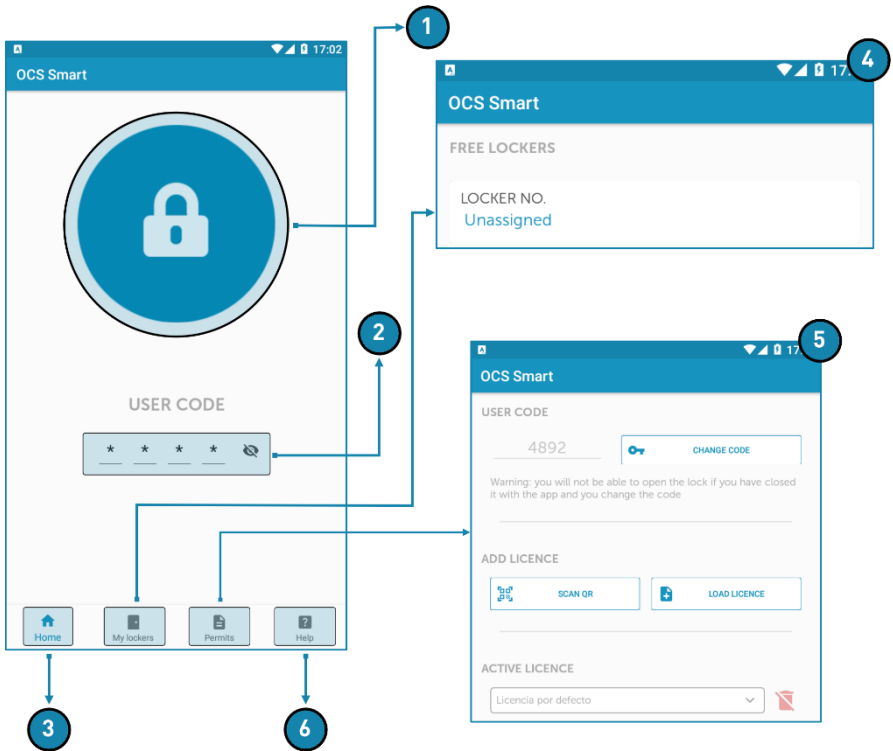 1
17:02
OCS Smart
USER CODE
* * * *
Home
My lockers
Permits
Help
2
3
6
4
17:
OCS Smart
FREE LOCKERS
LOCKER NO.
Unassigned
5
17
OCS Smart
USER CODE
4892
CHANGE CODE
Warning: you will not be able to open the lock if you have closed
it with the app and you change the code
ADD LICENCE
SCAN QR
LOAD LICENCE
ACTIVE LICENCE
Licencia por defecto